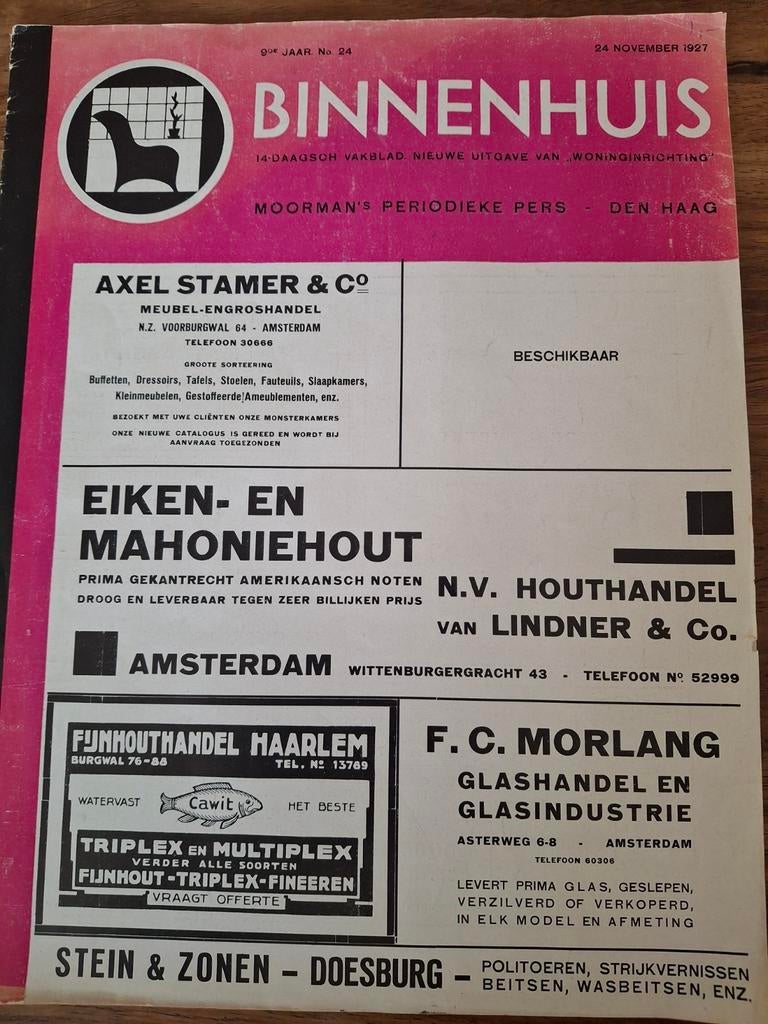 9DE JAAR. No. 24
24 NOVEMBER 1927
BINNENHUIS
14-DAAGSCH VAKBLAD. NIEUWE UITGAVE VAN „WONINGINRICHTING"
MOORMAN'S PERIODIEKE PERS - DEN HAAG
AXEL STAMER & Co
MEUBEL-ENGROSHANDEL
N.Z. VOORBURGWAL 64 - AMSTERDAM
TELEFOON 30666
GROOTE SORTEERING
Buffetten, Dressoirs, Tafels, Stoelen, Fauteuils, Slaapkamers,
Kleinmeubelen, Gestoffeerde Ameublementen, enz.
BEZOEKT MET UWE CLIËNTEN ONZE MONSTERKAMERS
ONZE NIEUWE CATALOGUS IS GEREED EN WORDT BIJ
AANVRAAG TOEGEZONDEN
BESCHIKBAAR
EIKEN- EN
MAHONIEHOUT
PRIMA GEKANTRECHT AMERIKAANSCH NOTEN
DROOG EN LEVERBAAR TEGEN ZEER BILLIJKEN PRIJS
N.V. HOUTHANDEL
VAN LINDNER & Co.
AMSTERDAM WITTENBURGERGRACHT 43 - TELEFOON No. 52999
FIJNHOUTHANDEL HAARLEM
BURGWAL 76-88 TEL. No 13789
WATERVAST Cawit HET BESTE
TRIPLEX EN MULTIPLEX
VERDER ALLE SOORTEN
FIJNHOUT-TRIPLEX-FINEEREN
VRAAGT OFFERTE
F. C. MORLANG
GLASHANDEL EN
GLASINDUSTRIE
ASTERWEG 6-8 - AMSTERDAM
TELEFOON 60306
LEVERT PRIMA GLAS, GESLEPEN,
VERZILVERD OF VERKOPERD,
IN ELK MODEL EN AFMETING
STEIN & ZONEN - DOESBURG - POLITOEREN, STRIJKVERNISSEN
BEITSEN, WASBEITSEN, ENZ.